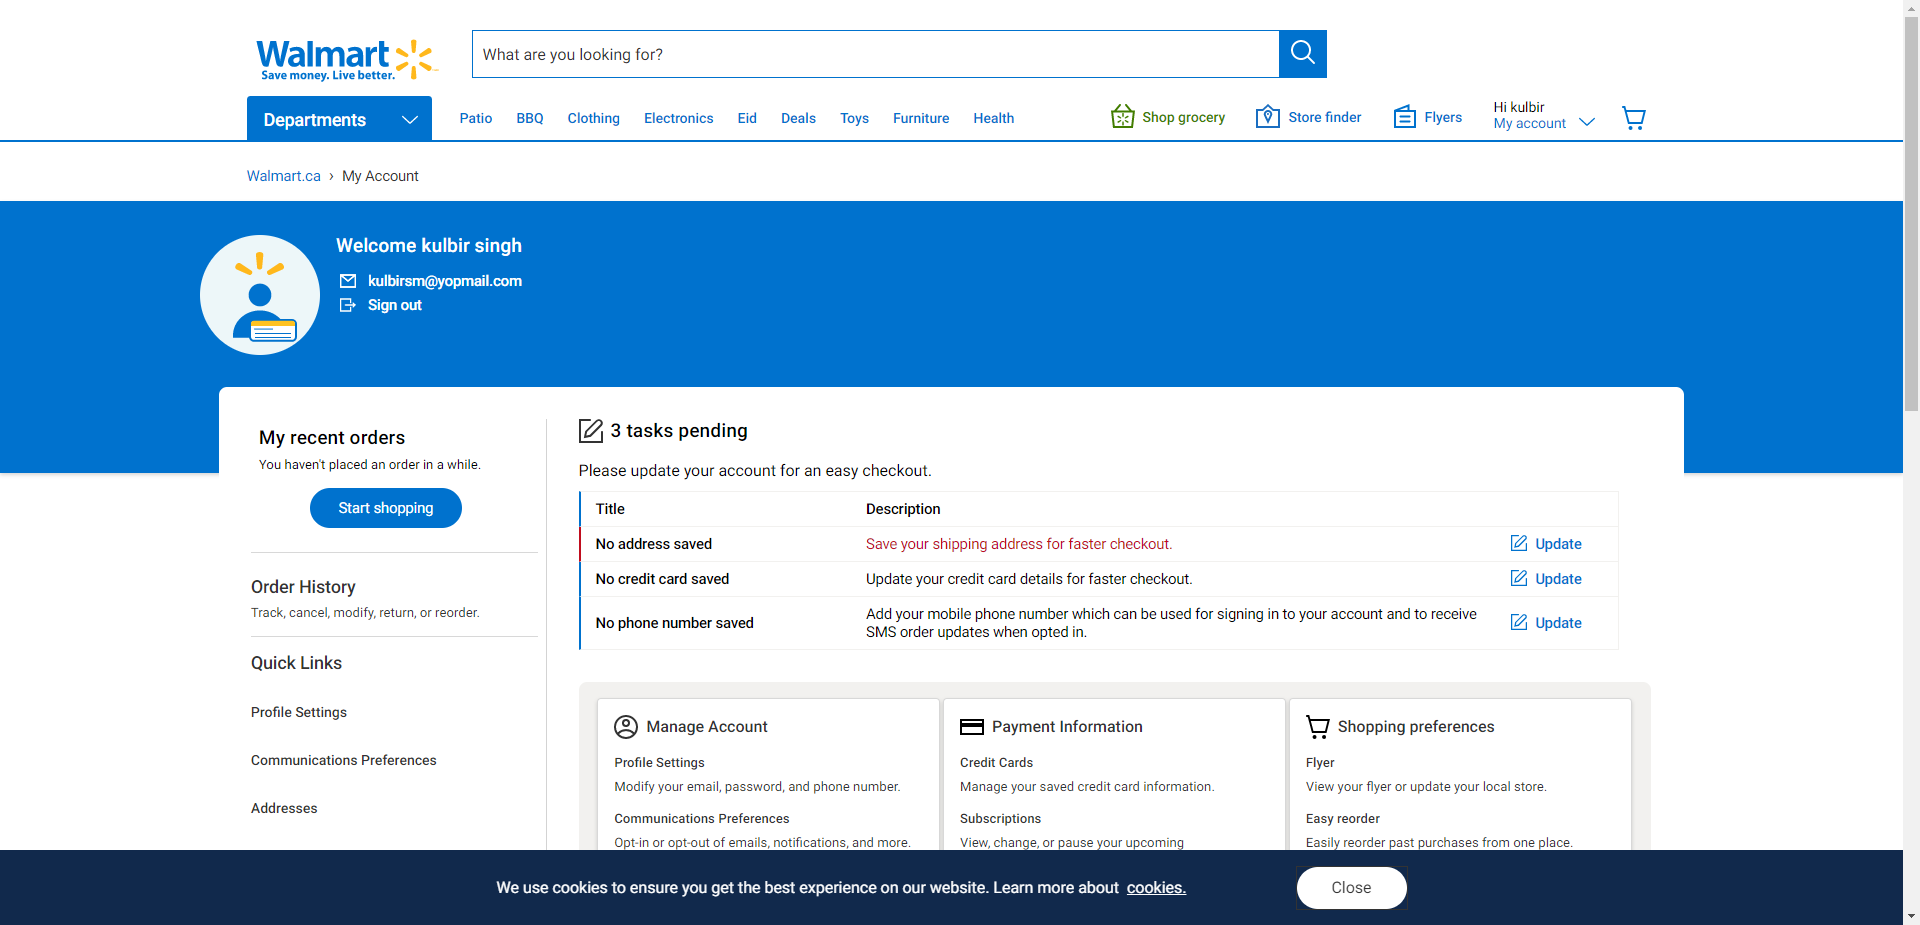 Walmart
Save money. Live better.
What are you looking for?
Departments
Patio BBQ Clothing Electronics Eid Deals Toys Furniture Health
Shop grocery
Store finder
Flyers
Hi kulbir
My account
Walmart.ca › My Account
Welcome kulbir singh
kulbirsm@yopmail.com
Sign out
My recent orders
You haven't placed an order in a while.
Start shopping
Order History
Track, cancel, modify, return, or reorder.
Quick Links
Profile Settings
Communications Preferences
Addresses
3 tasks pending
Please update your account for an easy checkout.
Title Description
No address saved Save your shipping address for faster checkout. Update
No credit card saved Update your credit card details for faster checkout. Update
No phone number saved Add your mobile phone number which can be used for signing in to your account and to receive
SMS order updates when opted in. Update
Manage Account
Profile Settings
Modify your email, password, and phone number.
Communications Preferences
Opt-in or opt-out of emails, notifications, and more.
Payment Information
Credit Cards
Manage your saved credit card information.
Subscriptions
View, change, or pause your upcoming
Shopping preferences
Flyer
View your flyer or update your local store.
Easy reorder
Easily reorder past purchases from one place.
We use cookies to ensure you get the best experience on our website. Learn more about cookies.
Close